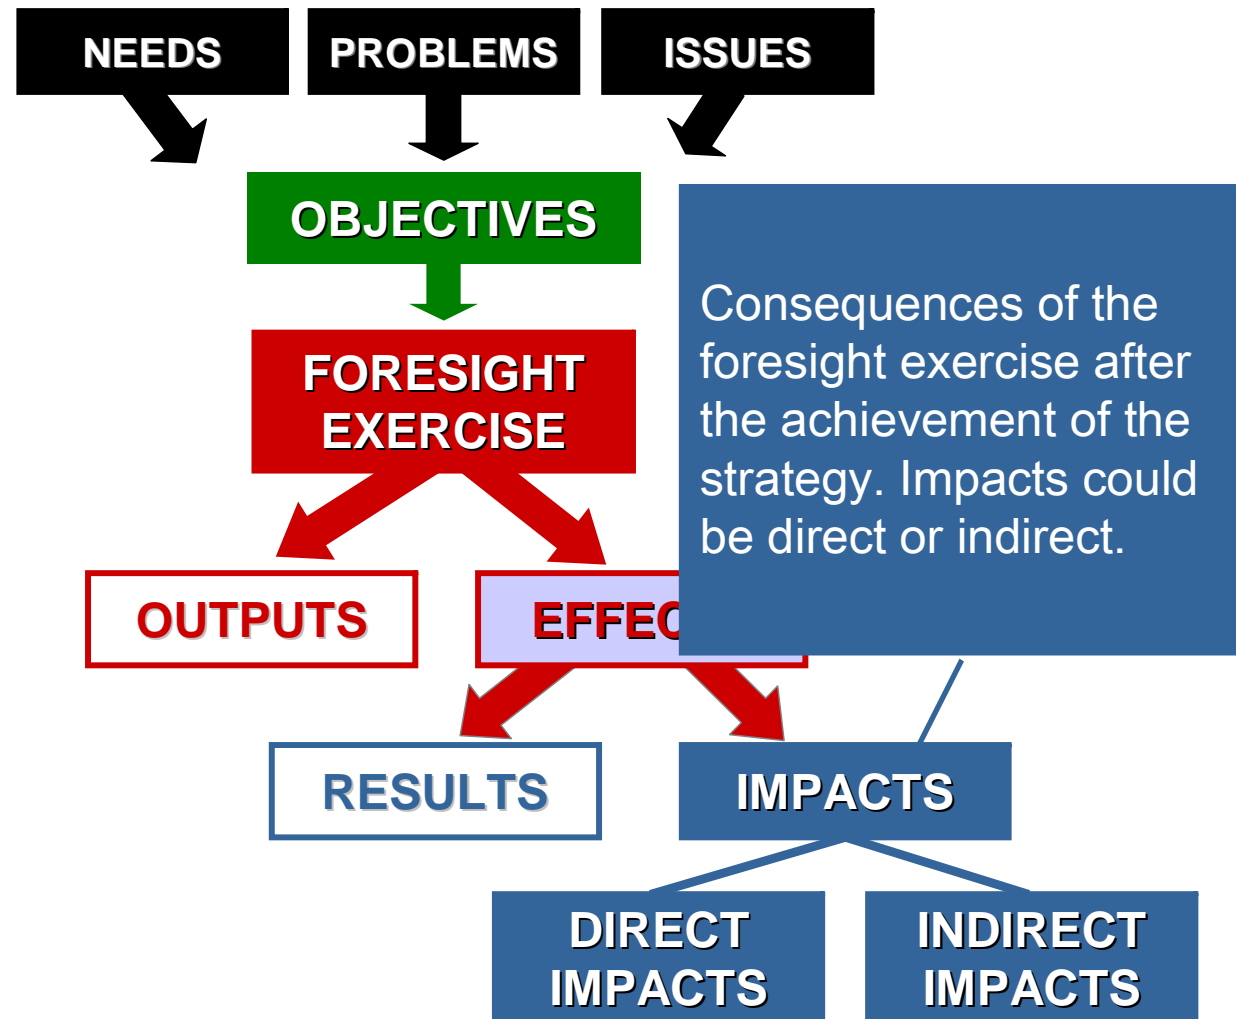 NEEDS
PROBLEMS
ISSUES
OBJECTIVES
FORESIGHT
EXERCISE
Consequences of the
foresight exercise after
the achievement of the
strategy. Impacts could
be direct or indirect.
OUTPUTS
EFFEC
RESULTS
IMPACTS
DIRECT
IMPACTS
INDIRECT
IMPACTS